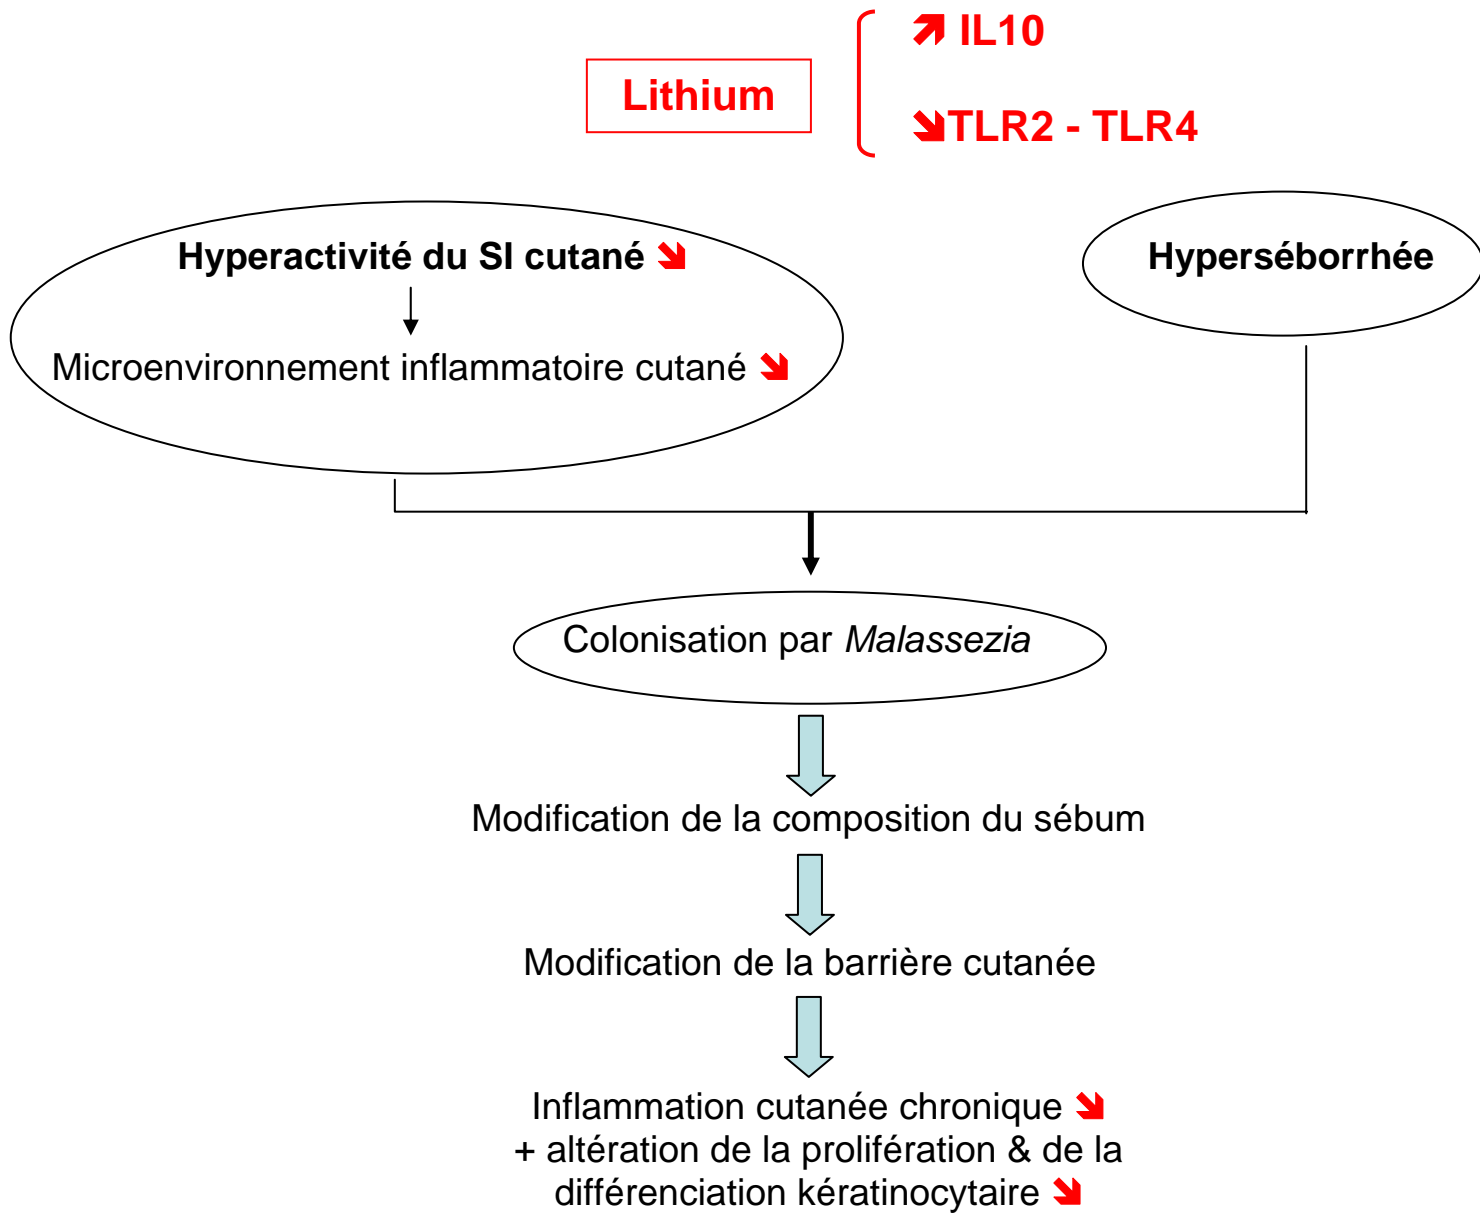 ↗ IL10
Lithium
↘TLR2 - TLR4
Hyperactivité du SI cutané ↘
Hyperséborrhée
Microenvironnement inflammatoire cutané ↘
Colonisation par Malassezia
Modification de la composition du sébum
Modification de la barrière cutanée
Inflammation cutanée chronique ↘
+ altération de la prolifération & de la
différenciation kératinocytaire ↘